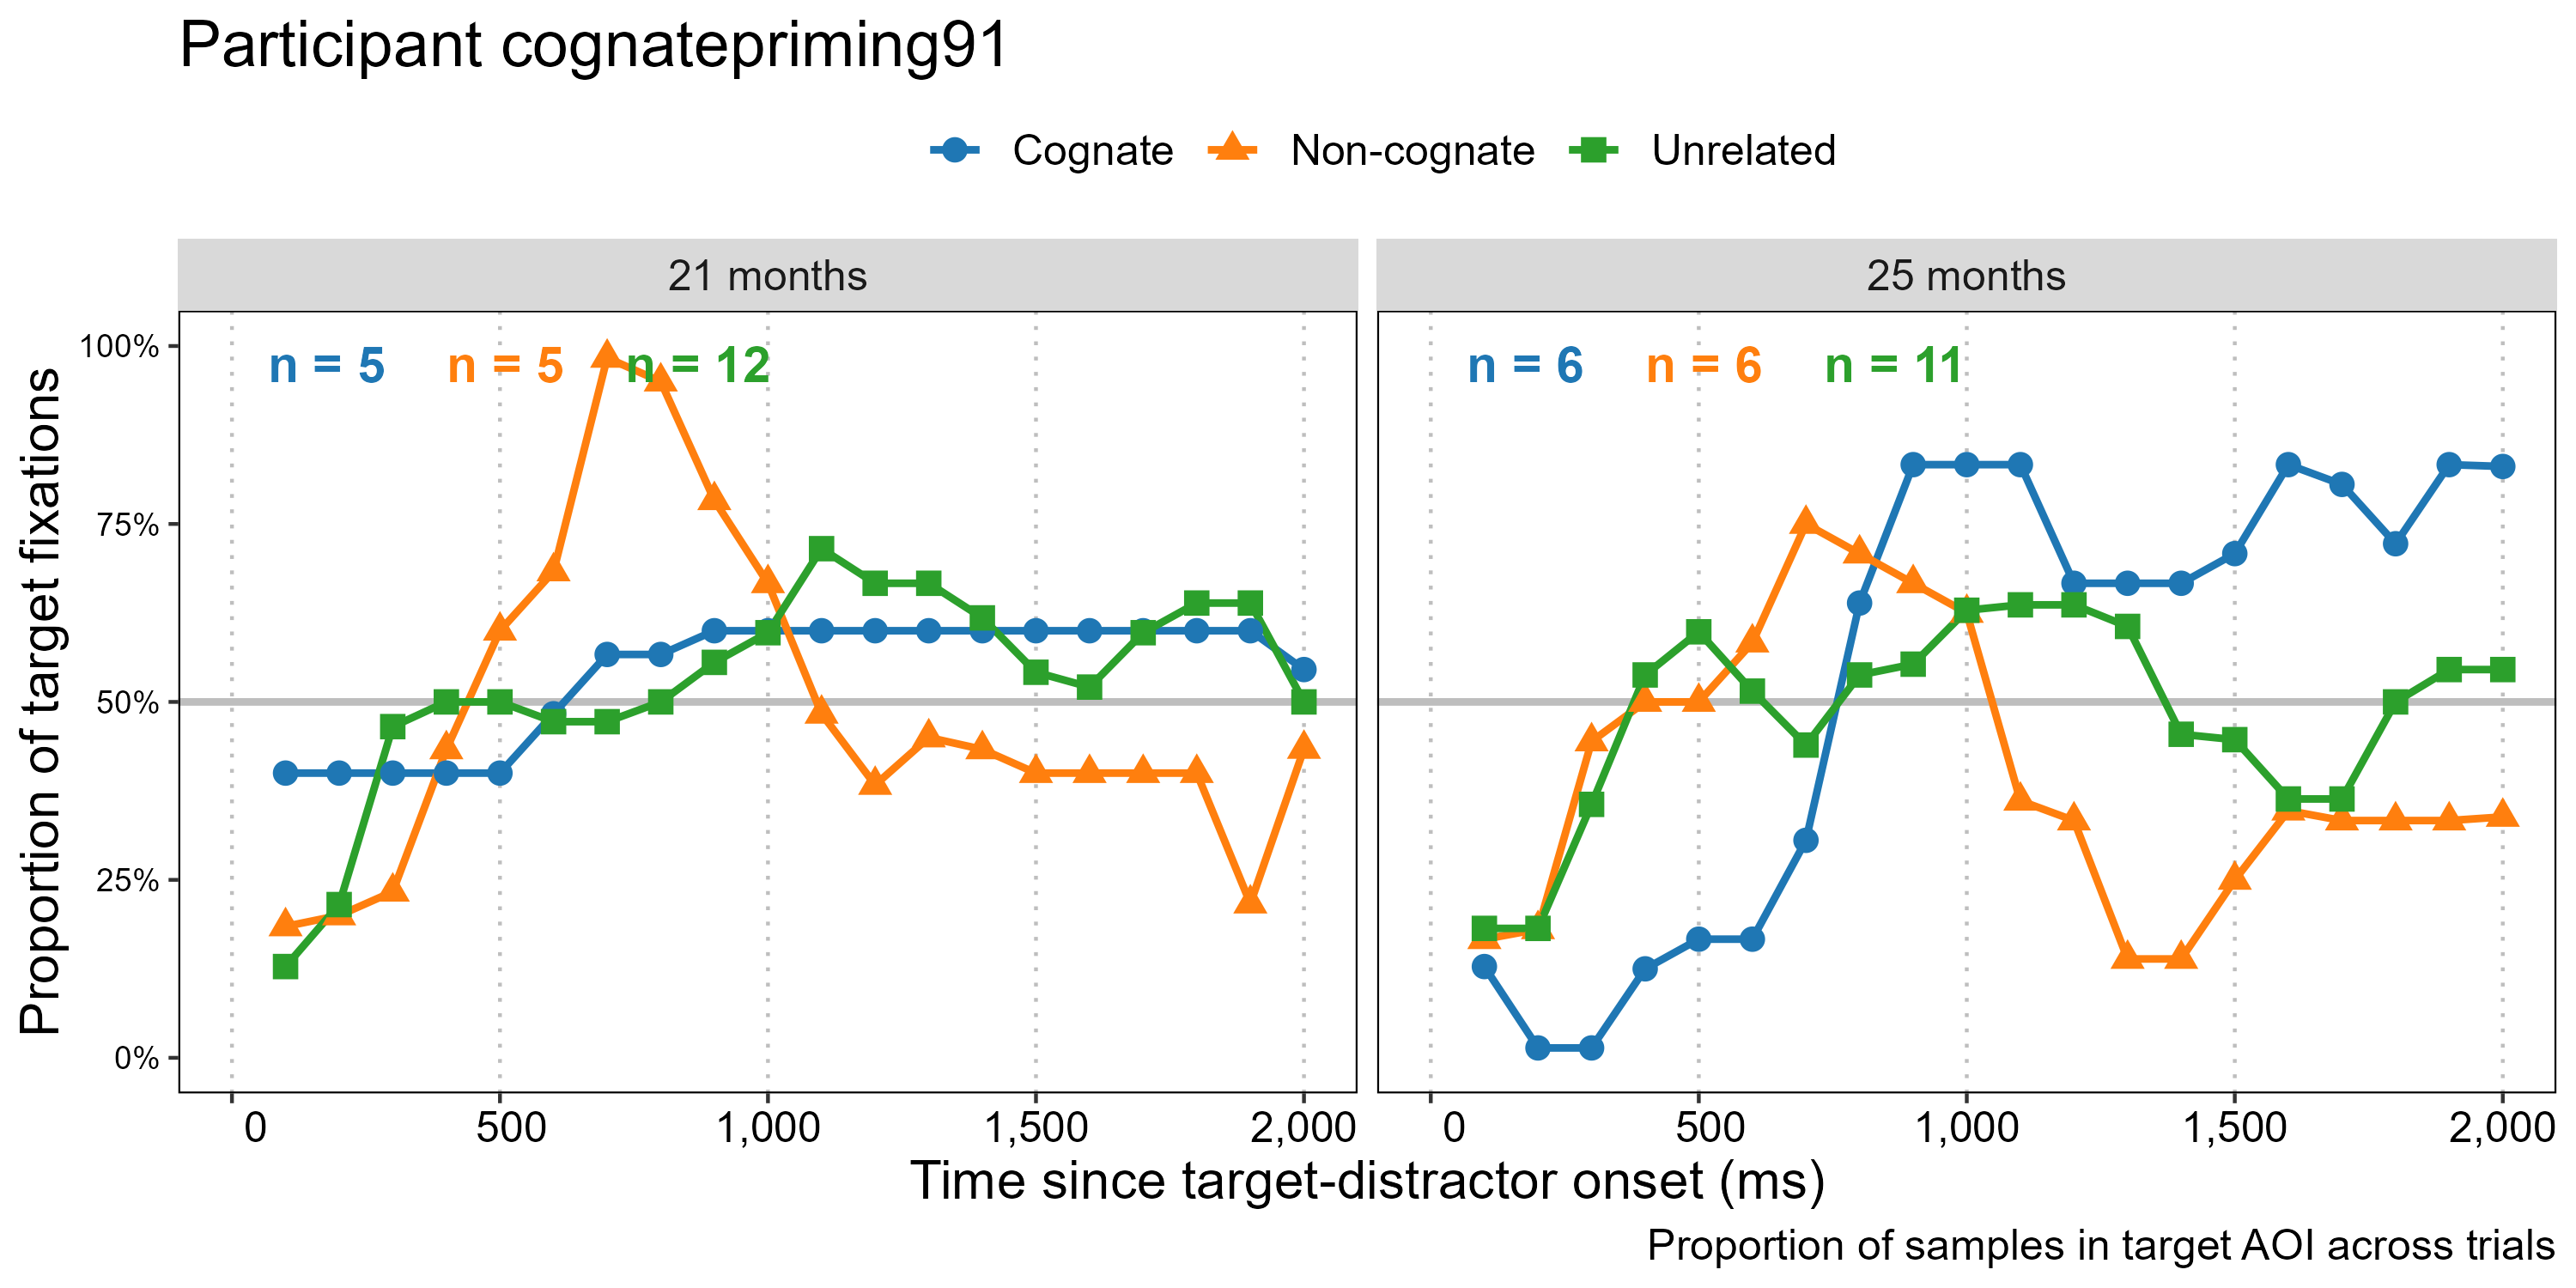 Participant cognatepriming91
Cognate Non-cognate Unrelated
21 months 25 months
n = 5 n = 5 n = 12 n = 6 n = 6 n = 11
100%
75%
50%
25%
0%
Proportion of target fixations
0 500 1,000 1,500 2,000 0 500 1,000 1,500 2,000
Time since target-distractor onset (ms)
Proportion of samples in target AOI across trials